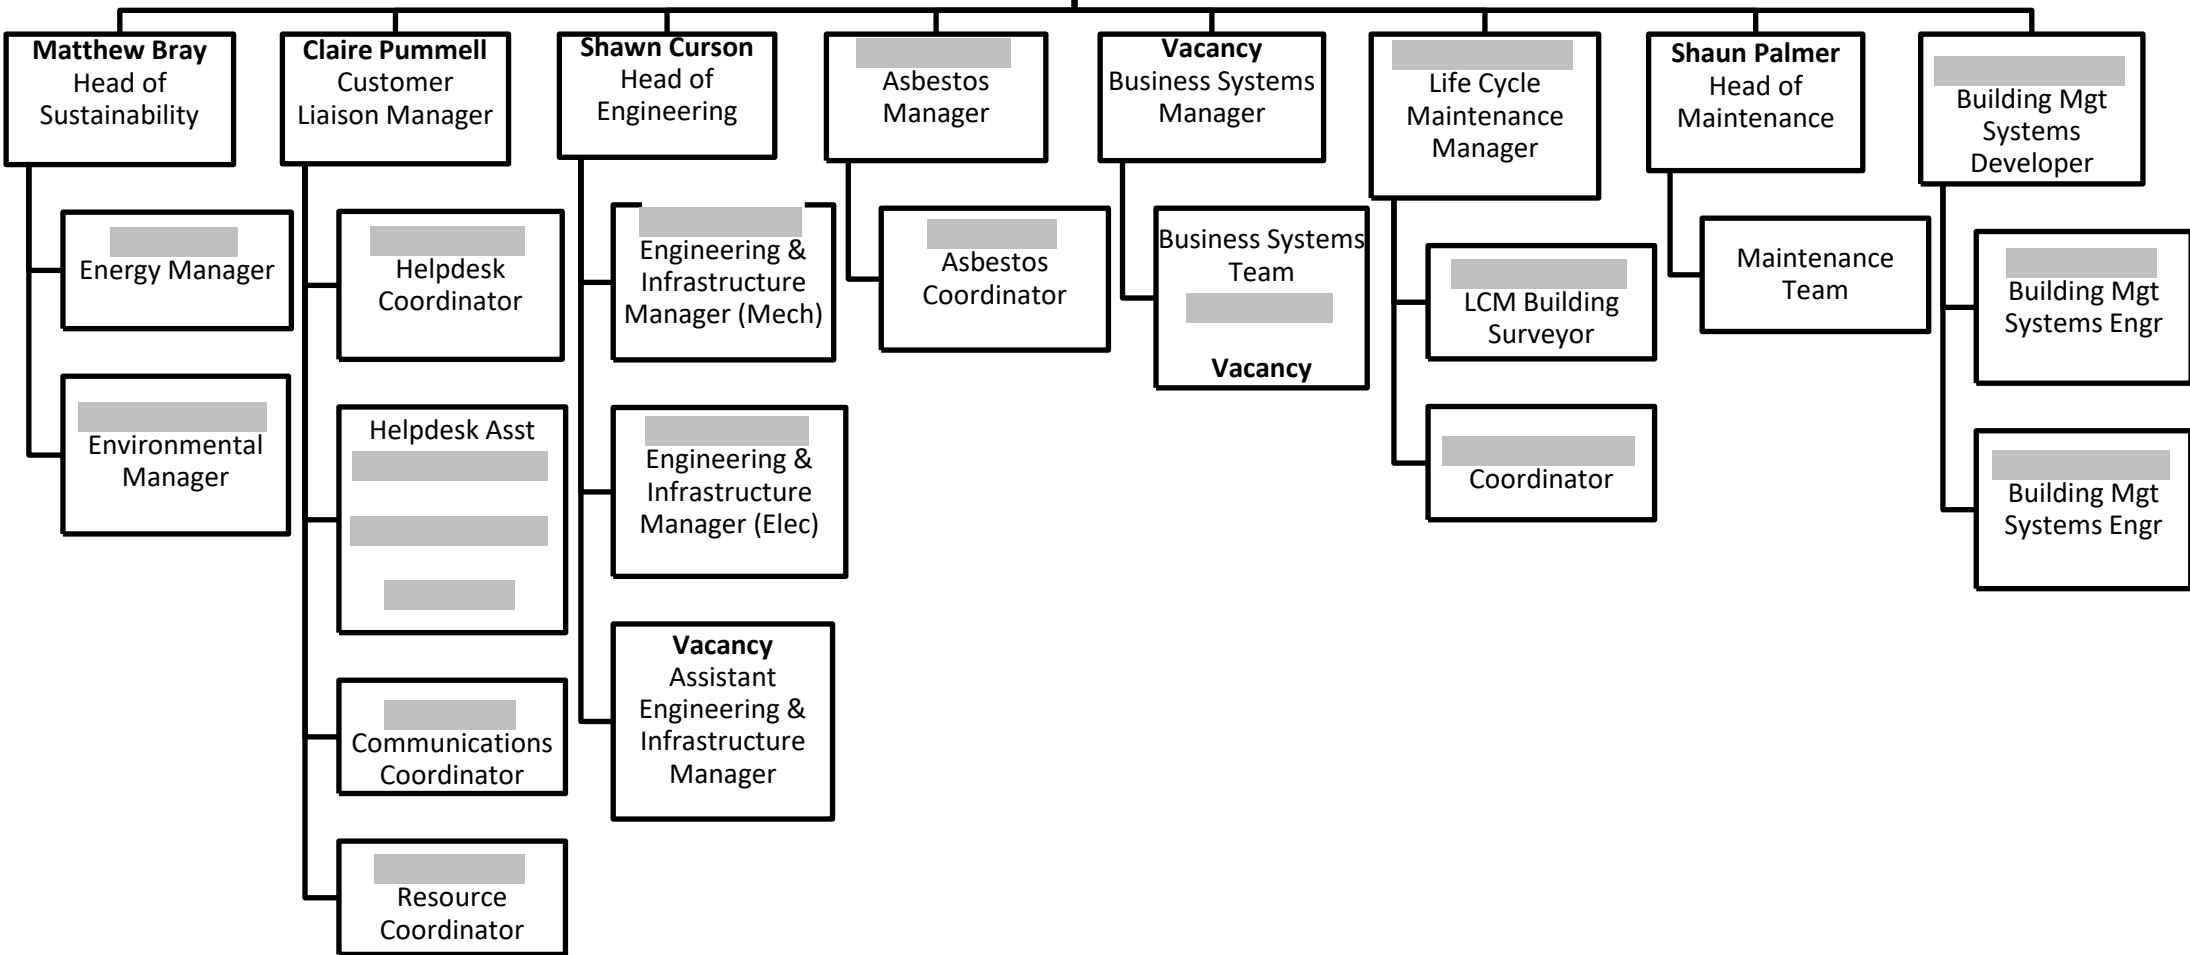 Matthew Bray
Head of
Sustainability
Energy Manager
Environmental
Manager
Claire Pummell
Customer
Liaison Manager
Helpdesk
Coordinator
Helpdesk Asst
Communications
Coordinator
Resource
Coordinator
Shawn Curson
Head of
Engineering
Engineering &
Infrastructure
Manager (Mech)
Engineering &
Infrastructure
Manager (Elec)
Vacancy
Assistant
Engineering &
Infrastructure
Manager
Asbestos
Manager
Asbestos
Coordinator
Vacancy
Business Systems
Manager
Business Systems
Team
Vacancy
Life Cycle
Maintenance
Manager
LCM Building
Surveyor
Coordinator
Shaun Palmer
Head of
Maintenance
Maintenance
Team
Building Mgt
Systems
Developer
Building Mgt
Systems Engr
Building Mgt
Systems Engr